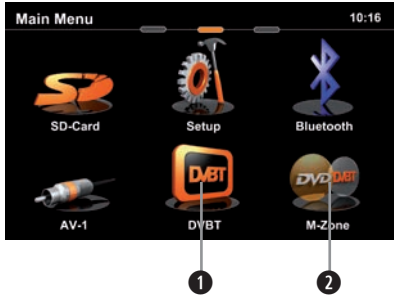 Main Menu 10:16
SD
SD-Card Setup Bluetooth
DVBT DVD DVBT
AV-1 DVBT M-Zone
1 2